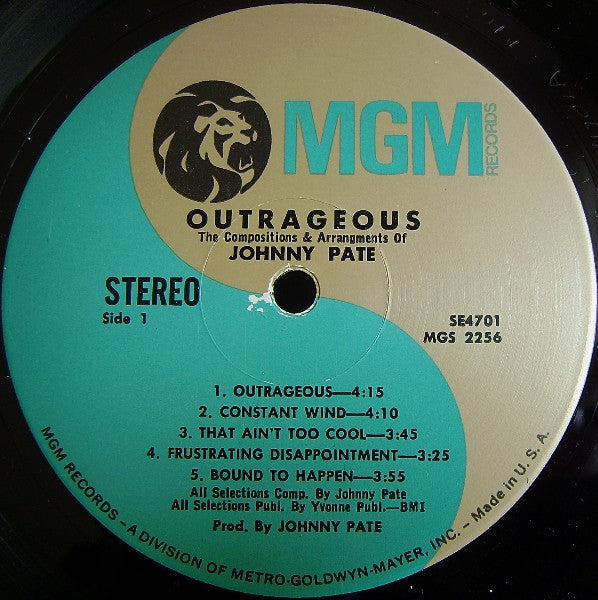 MGM
RECORDS
OUTRAGEOUS
The Compositions & Arrangments Of
JOHNNY PATE
STEREO
Side 1
SE4701
MGS 2256
1. OUTRAGEOUS—4:15
2. CONSTANT WIND—4:10
3. THAT AIN'T TOO COOL—3:45
4. FRUSTRATING DISAPPOINTMENT—3:25
5. BOUND TO HAPPEN—3:55
All Selections Comp. By Johnny Pate
All Selections Publ. By Yvonne Publ.—BMI
Prod. By JOHNNY PATE
MGM RECORDS – A DIVISION OF METRO-GOLDWYN-MAYER, INC. – Made in U. S. A.